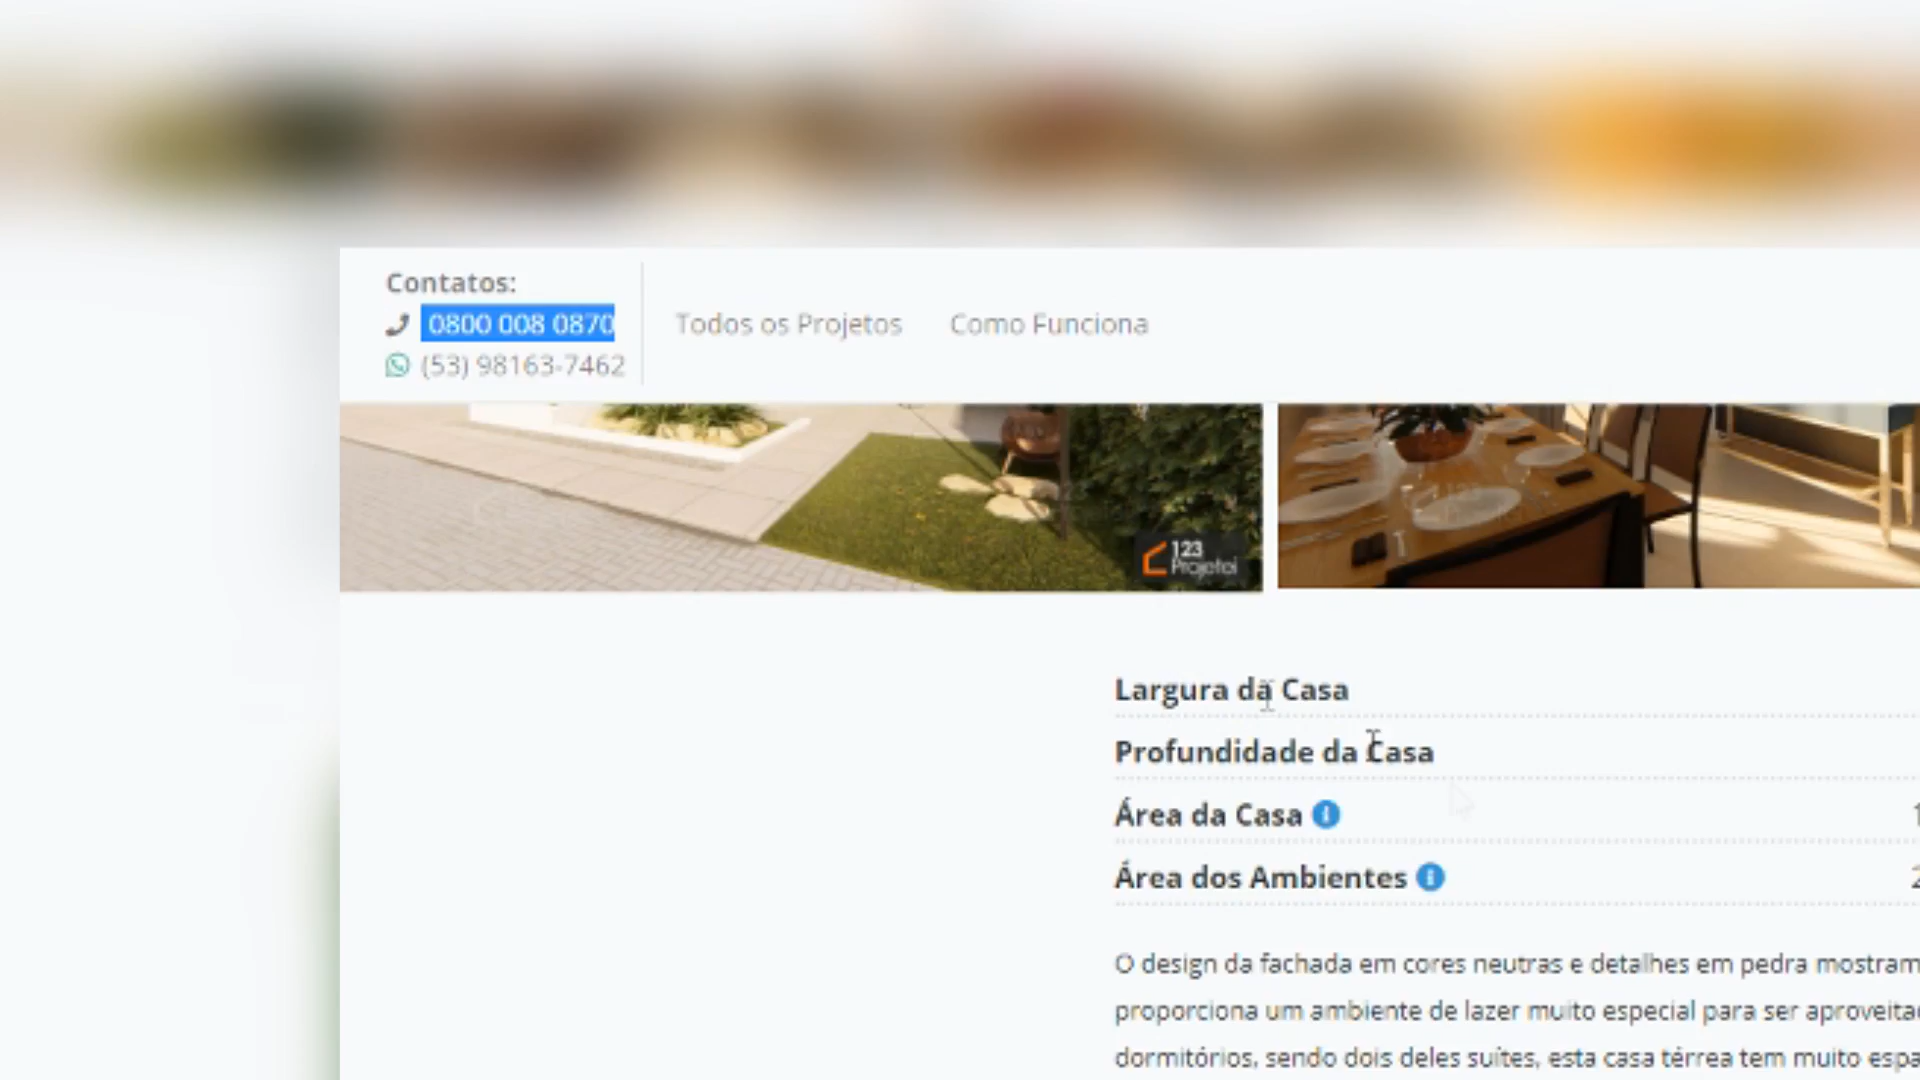 Contatos:
0800 008 0870
(53) 98163-7462
Todos os Projetos
Como Funciona
123
Projetoi
Largura da Casa
Profundidade da Casa
Área da Casa
Área dos Ambientes
O design da fachada em cores neutras e detalhes em pedra mostram
proporciona um ambiente de lazer muito especial para ser
dormitórios, sendo dois deles suítes, esta casa térrea tem muito